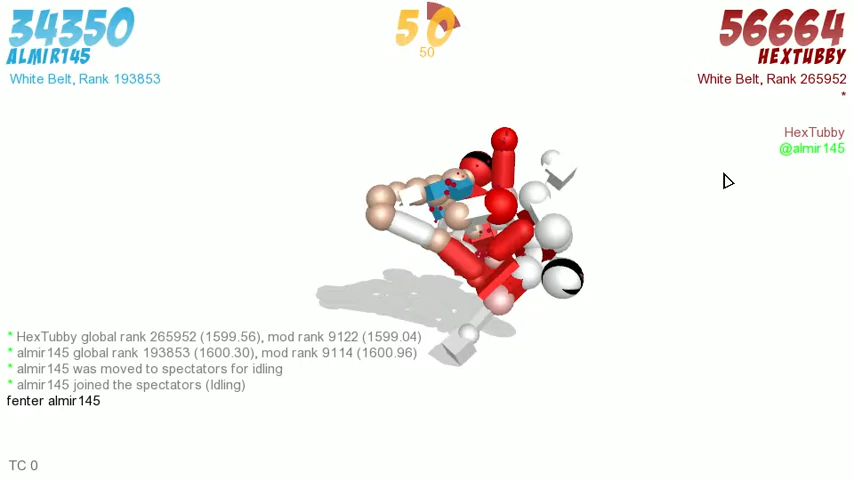 34350
ALMIR145
White Belt, Rank 193853
50
50
56664
HEXTUBBY
White Belt, Rank 265952
*
HexTubby
@almir145
* HexTubby global rank 265952 (1599.56), mod rank 9122 (1599.04)
* almir145 global rank 193853 (1600.30), mod rank 9114 (1600.96)
* almir145 was moved to spectators for idling
* almir145 joined the spectators (Idling)
fenter almir145
TC 0